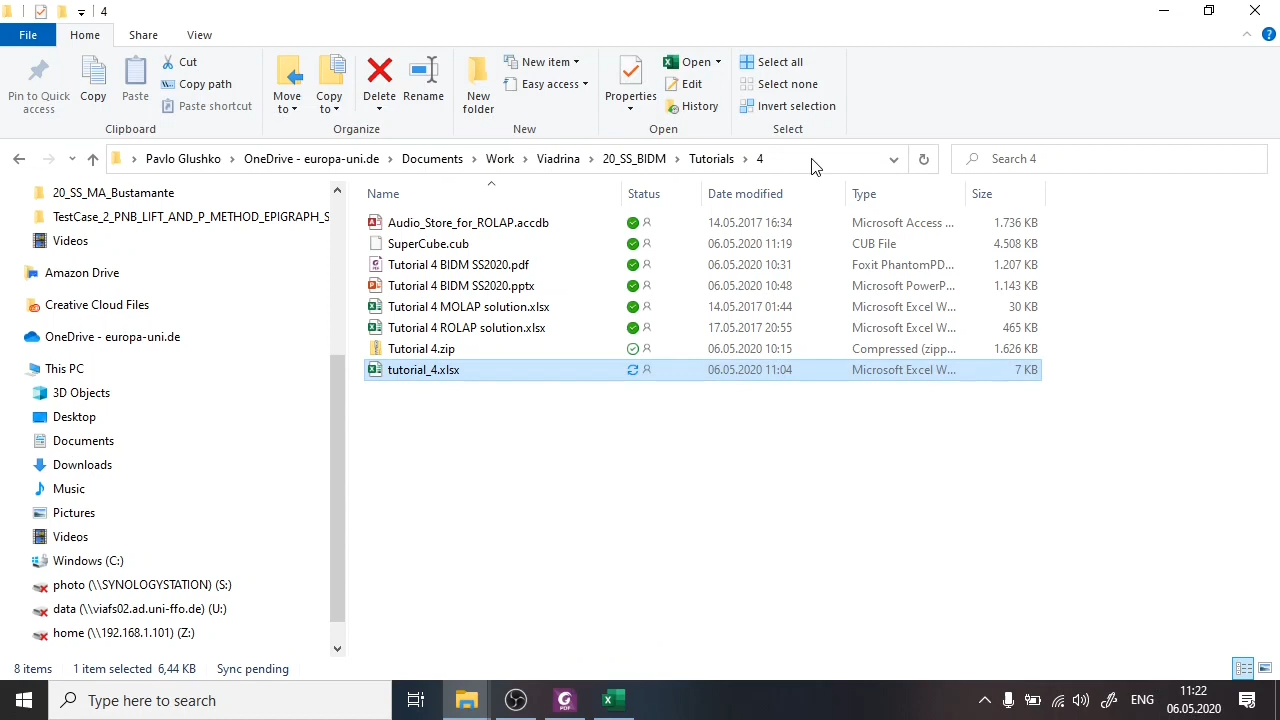 4
File Home Share View
Pin to Quick access
Copy
Paste
Cut
Copy path
Paste shortcut
Clipboard
Move to
Copy to
Delete
Rename
Organize
New folder
New item
Easy access
New
Properties
Open
Edit
History
Open
Select all
Select none
Invert selection
Select
Pavlo Glushko > OneDrive - europa-uni.de > Documents > Work > Viadrina > 20_SS_BIDM > Tutorials > 4
Search 4
20_SS_MA_Bustamante
TestCase_2_PNB_LIFT_AND_P_METHOD_EPIGRAPH_S
Videos
Amazon Drive
Creative Cloud Files
OneDrive - europa-uni.de
This PC
3D Objects
Desktop
Documents
Downloads
Music
Pictures
Videos
Windows (C:)
photo (\\SYNOLOGYSTATION) (S:)
data (\\viafs02.ad.uni-ffo.de) (U:)
home (\\192.168.1.101) (Z:)
Name Status Date modified Type Size
Audio_Store_for_ROLAP.accdb 14.05.2017 16:34 Microsoft Access ... 1.736 KB
SuperCube.cub 06.05.2020 11:19 CUB File 4.508 KB
Tutorial 4 BIDM SS2020.pdf 06.05.2020 10:31 Foxit PhantomPD... 1.207 KB
Tutorial 4 BIDM SS2020.pptx 06.05.2020 10:48 Microsoft PowerP... 1.143 KB
Tutorial 4 MOLAP solution.xlsx 14.05.2017 01:44 Microsoft Excel W... 30 KB
Tutorial 4 ROLAP solution.xlsx 17.05.2017 20:55 Microsoft Excel W... 465 KB
Tutorial 4.zip 06.05.2020 10:15 Compressed (zipp... 1.626 KB
tutorial_4.xlsx 06.05.2020 11:04 Microsoft Excel W... 7 KB
8 items 1 item selected 6,44 KB Sync pending
Type here to search
PDF
ENG
11:22
06.05.2020